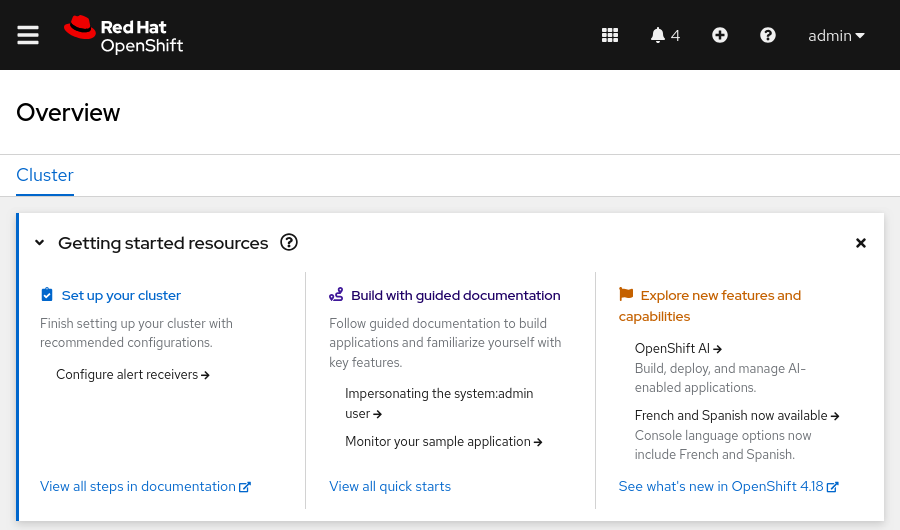 Red Hat
OpenShift
4
admin
Overview
Cluster
Getting started resources
Set up your cluster
Finish setting up your cluster with
recommended configurations.
Configure alert receivers
View all steps in documentation
Build with guided documentation
Follow guided documentation to build
applications and familiarize yourself with
key features.
Impersonating the system:admin
user
Monitor your sample application
View all quick starts
Explore new features and
capabilities
OpenShift AI
Build, deploy, and manage AI-
enabled applications.
French and Spanish now available
Console language options now
include French and Spanish.
See what's new in OpenShift 4.18